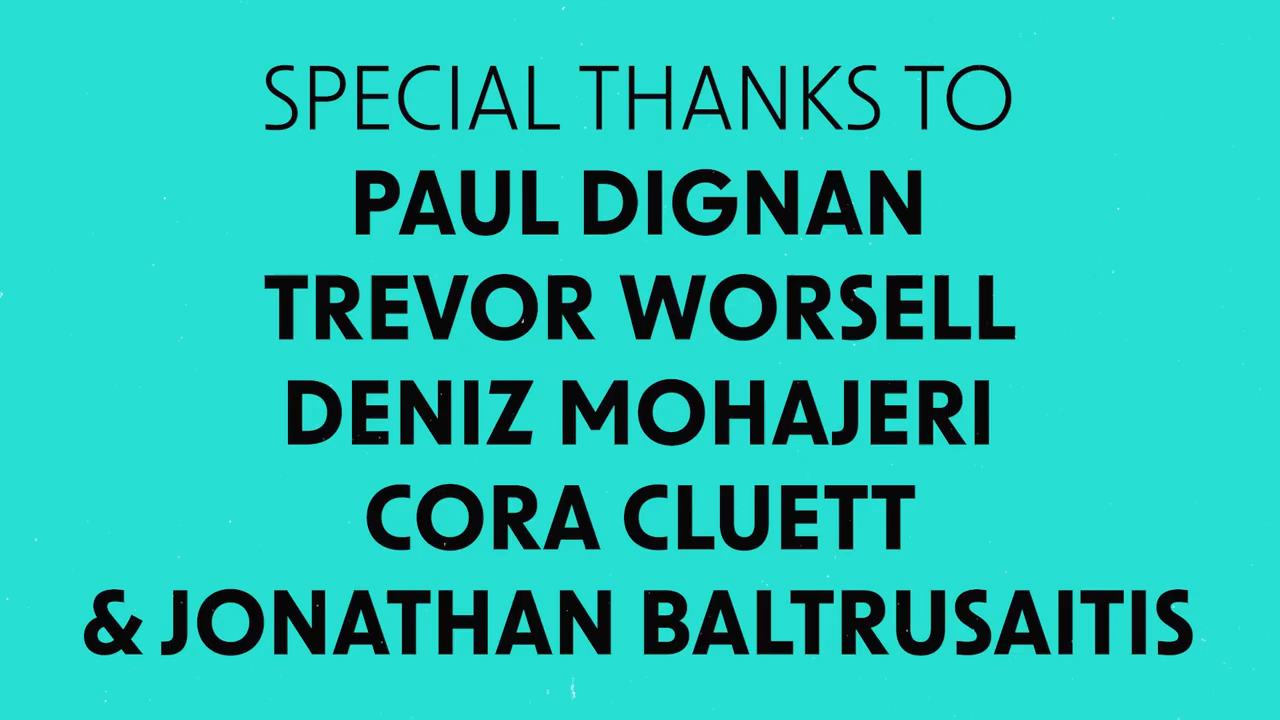 SPECIAL THANKS TO
PAUL DIGNAN
TREVOR WORSELL
DENIZ MOHAJERI
CORA CLUETT
& JONATHAN BALTRUSAITIS